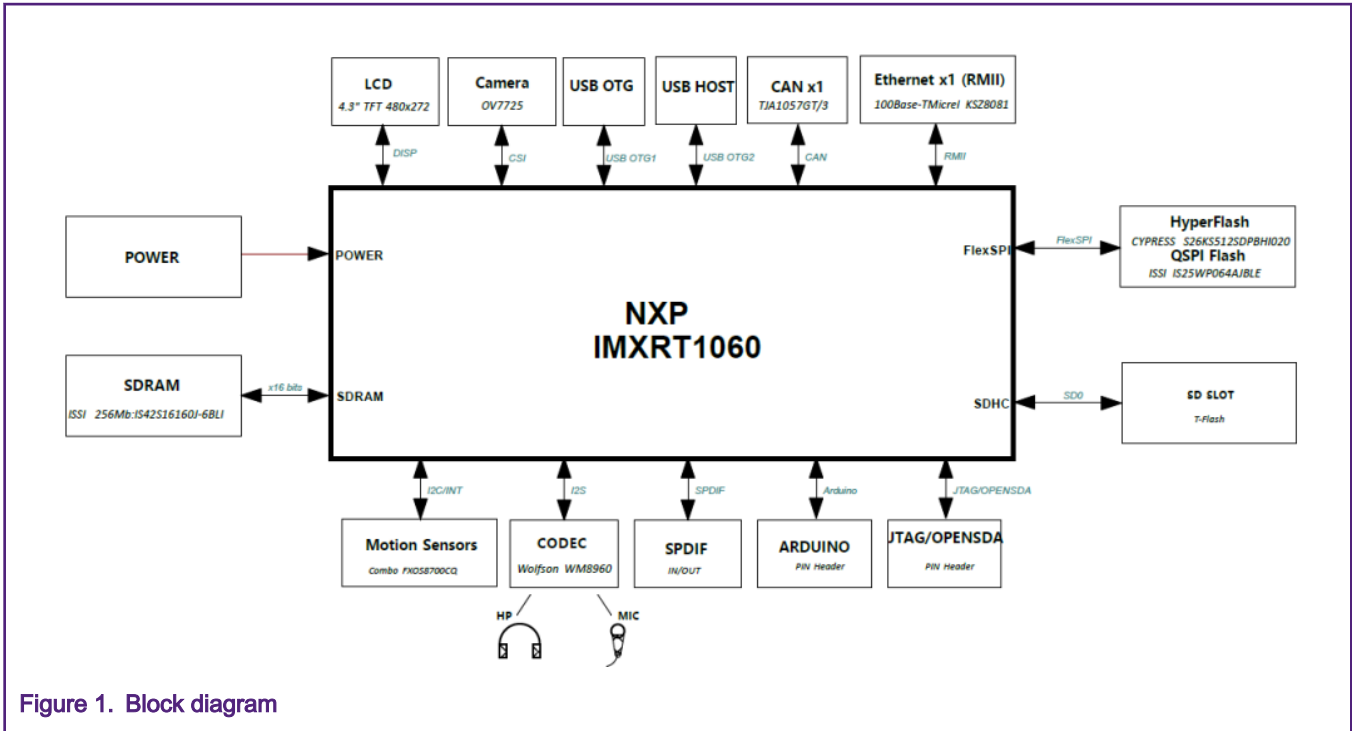 LCD
4.3" TFT 480x272
Camera
OV7725
USB OTG
USB HOST
CAN x1
TJA1057GT/3
Ethernet x1 (RMII)
100Base-TMicrel KSZ8081
DISP
CSI
USB OTG1
USB OTG2
CAN
RMII
POWER
POWER
SDRAM
ISSI 256Mb:IS42S16160J-6BLI
x16 bits
SDRAM
NXP
IMXRT1060
FlexSPI
FlexSPI
HyperFlash
CYPRESS S26KS512SDPBHI020
QSPI Flash
ISSI IS25WP064AJBLE
SDHC
SD0
SD SLOT
T-Flash
I2C/INT
I2S
SPDIF
Arduino
JTAG/OPENSDA
Motion Sensors
Combo FXOS8700CQ
CODEC
Wolfson WM8960
SPDIF
IN/OUT
ARDUINO
PIN Header
JTAG/OPENSDA
PIN Header
HP
MIC
Figure 1. Block diagram